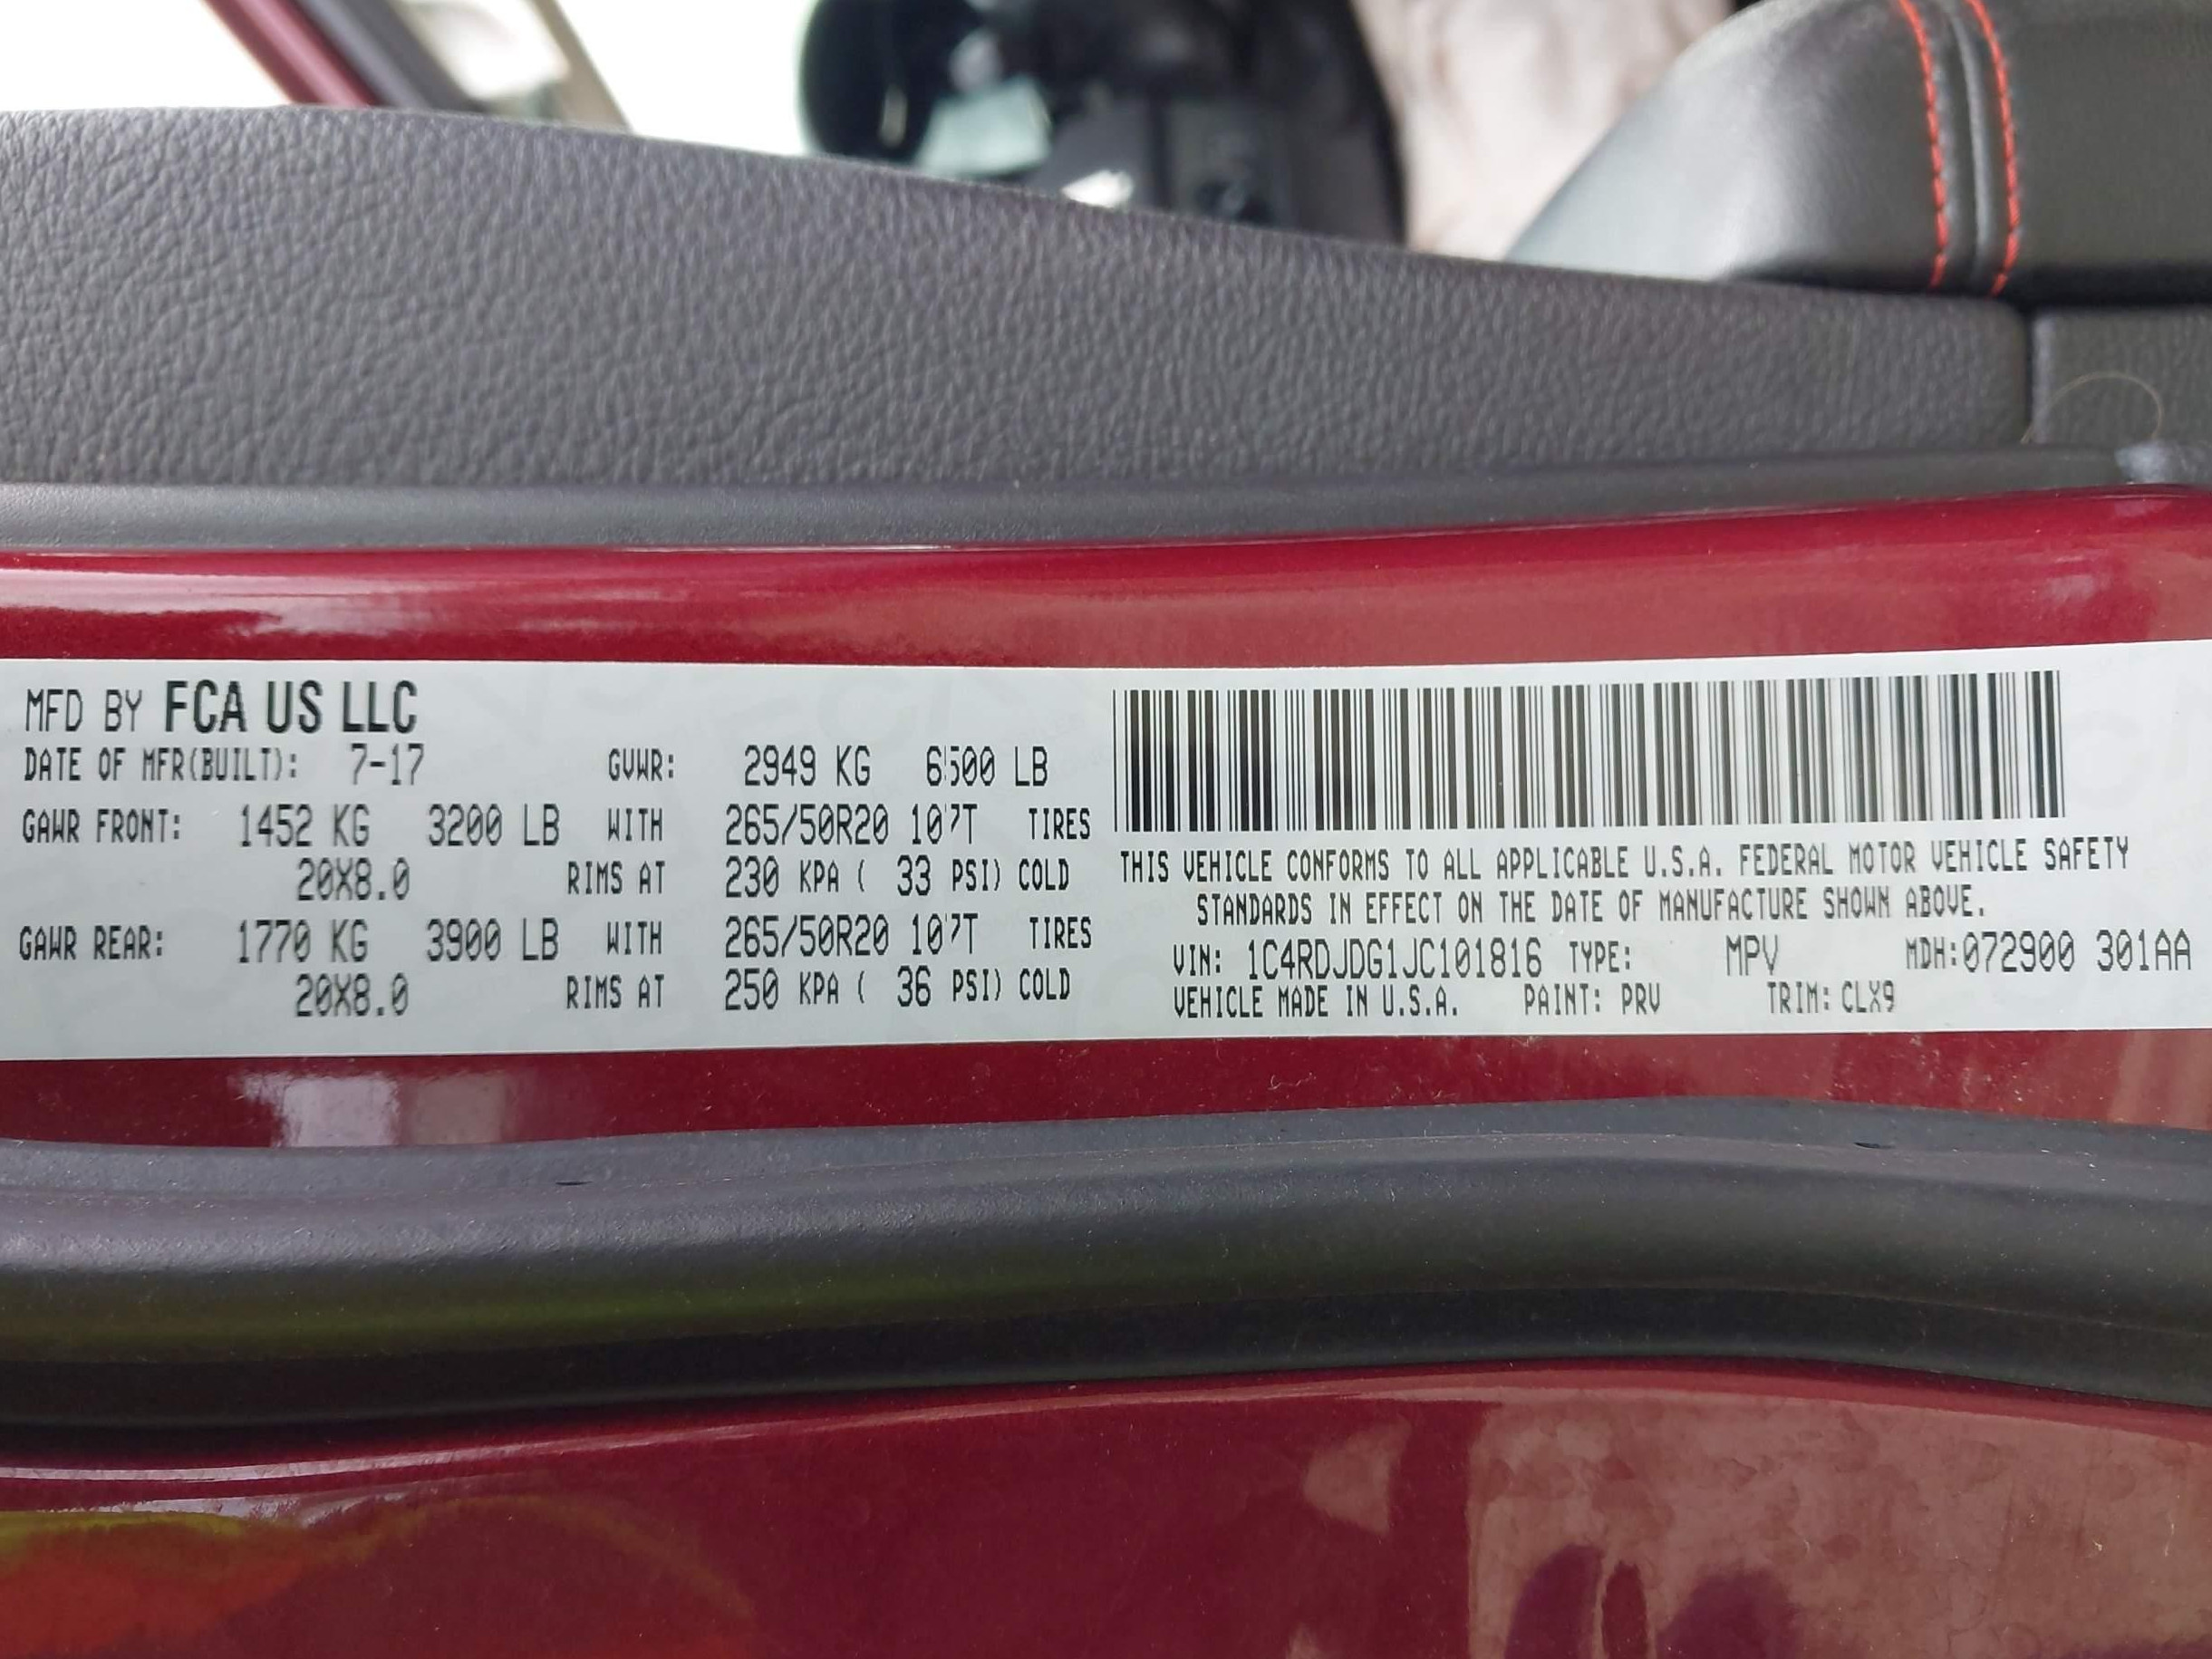 MFD BY FCA US LLC
DATE OF MFR(BUILT): 7-17 GVWR: 2949 KG 6500 LB
GAWR FRONT: 1452 KG 3200 LB WITH 265/50R20 107T TIRES
20X8.0 RIMS AT 230 KPA ( 33 PSI) COLD
GAWR REAR: 1770 KG 3900 LB WITH 265/50R20 107T TIRES
20X8.0 RIMS AT 250 KPA ( 36 PSI) COLD
THIS VEHICLE CONFORMS TO ALL APPLICABLE U.S.A. FEDERAL MOTOR VEHICLE SAFETY
STANDARDS IN EFFECT ON THE DATE OF MANUFACTURE SHOWN ABOVE.
VIN: 1C4RDJDG1JC101816 TYPE: MPV MDH:072900 301AA
VEHICLE MADE IN U.S.A. PAINT: PRV TRIM: CLX9